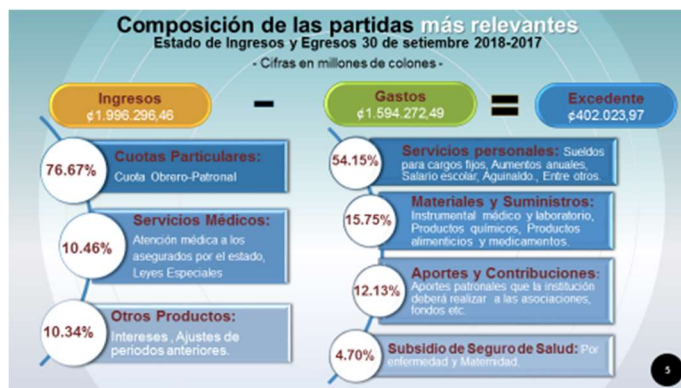 Composición de las partidas más relevantes
Estado de Ingresos y Egresos 30 de setiembre 2018-2017
- Cifras en millones de colones -
Ingresos
¢1.996.296,46
-
Gastos
¢1.594.272,49
=
Excedente
¢402.023,97
76.67%
Cuotas Particulares:
Cuota Obrero-Patronal
10.46%
Servicios Médicos:
Atención médica a los
asegurados por el estado,
Leyes Especiales
10.34%
Otros Productos:
Intereses , Ajustes de
periodos anteriores.
54.15%
Servicios personales: Sueldos
para cargos fijos, Aumentos anuales,
Salario escolar, Aguinaldo., Entre otros.
15.75%
Materiales y Suministros:
Instrumental médico y laboratorio,
Productos químicos, Productos
alimenticios y medicamentos.
12.13%
Aportes y Contribuciones:
Aportes patronales que la institución
deberá realizar a las asociaciones,
fondos etc.
4.70%
Subsidio de Seguro de Salud: Por
enfermedad y Maternidad.
5